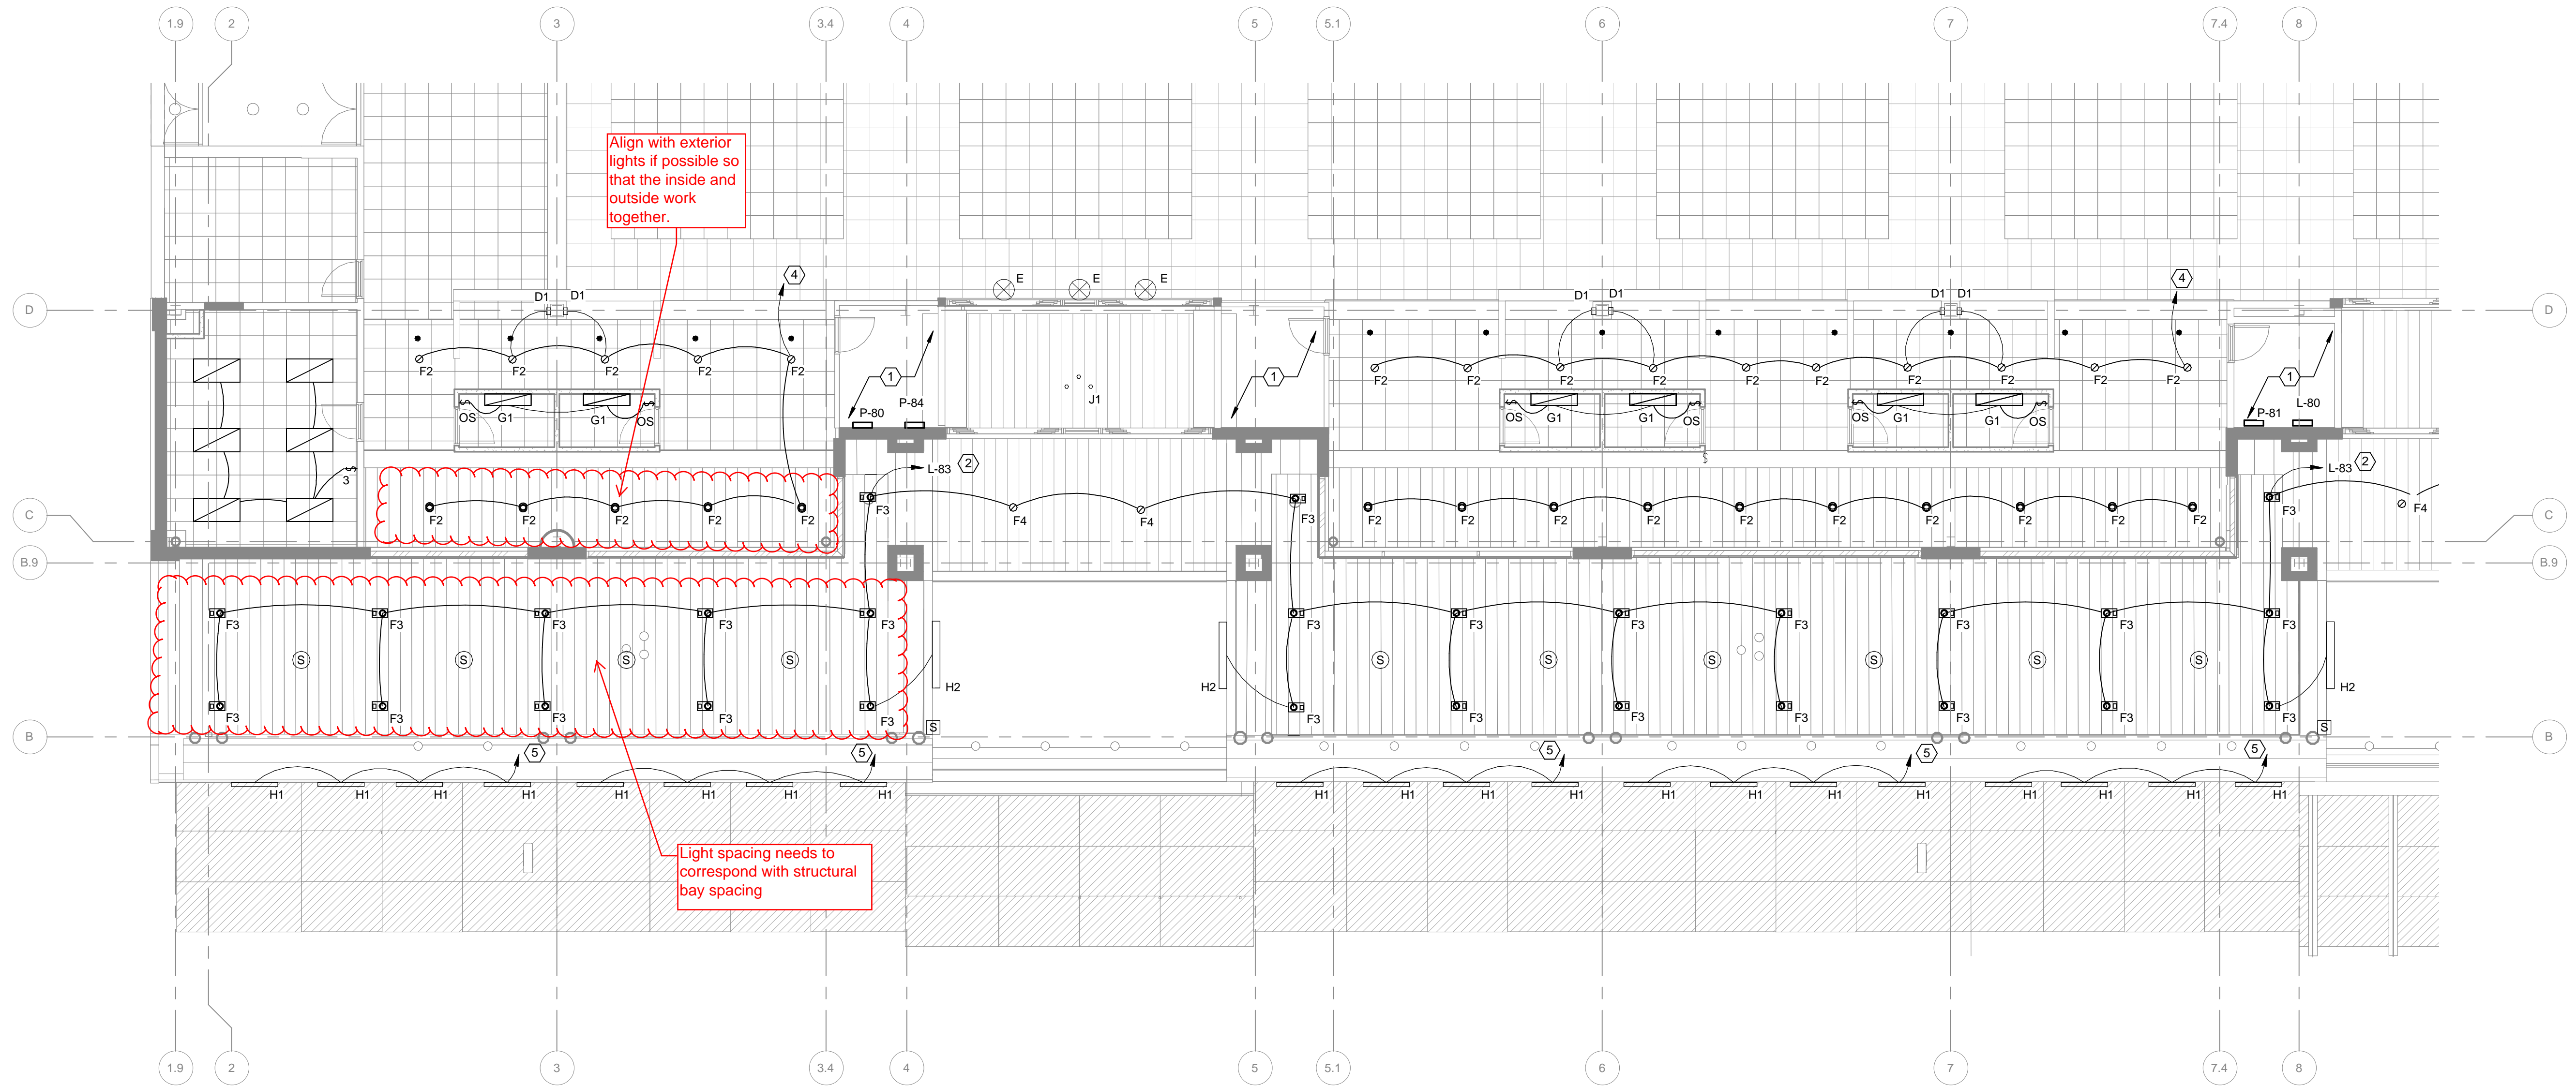 1.9 2 3 3.4 4 5 5.1 6 7 7.4 8
Align with exterior
lights if possible so
that the inside and
outside work
together.
4 E E E 4
D1 D1 D1 D1 D1 D1
D D
F2 F2 F2 F2 F2 F2 F2 F2 F2 F2 F2 F2 F2 F2 F2
1 1 1
J1
P-80 P-84 P-81 L-80
OS G1 G1 OS OS G1 G1 OS OS G1 G1 OS
L-83 2 L-83 2
$
3
$
F3 F3 F3 F4
C C
F2 F2 F2 F2 F2 F4 F4 F2 F2 F2 F2 F2 F2 F2 F2 F2 F2
B.9 B.9
F3 F3 F3 F3 F3 F3 F3 F3 F3 F3 F3 F3
S S S S S S S S S S
H2 H2 H2
F3 F3 F3 F3 F3 F3 F3 F3 F3 F3 F3 F3
S S
B B
5 5 5 5 5
H1 H1 H1 H1 H1 H1 H1 H1 H1 H1 H1 H1 H1 H1 H1 H1 H1 H1 H1 H1
Light spacing needs to
correspond with structural
bay spacing
1.9 2 3 3.4 4 5 5.1 6 7 7.4 8